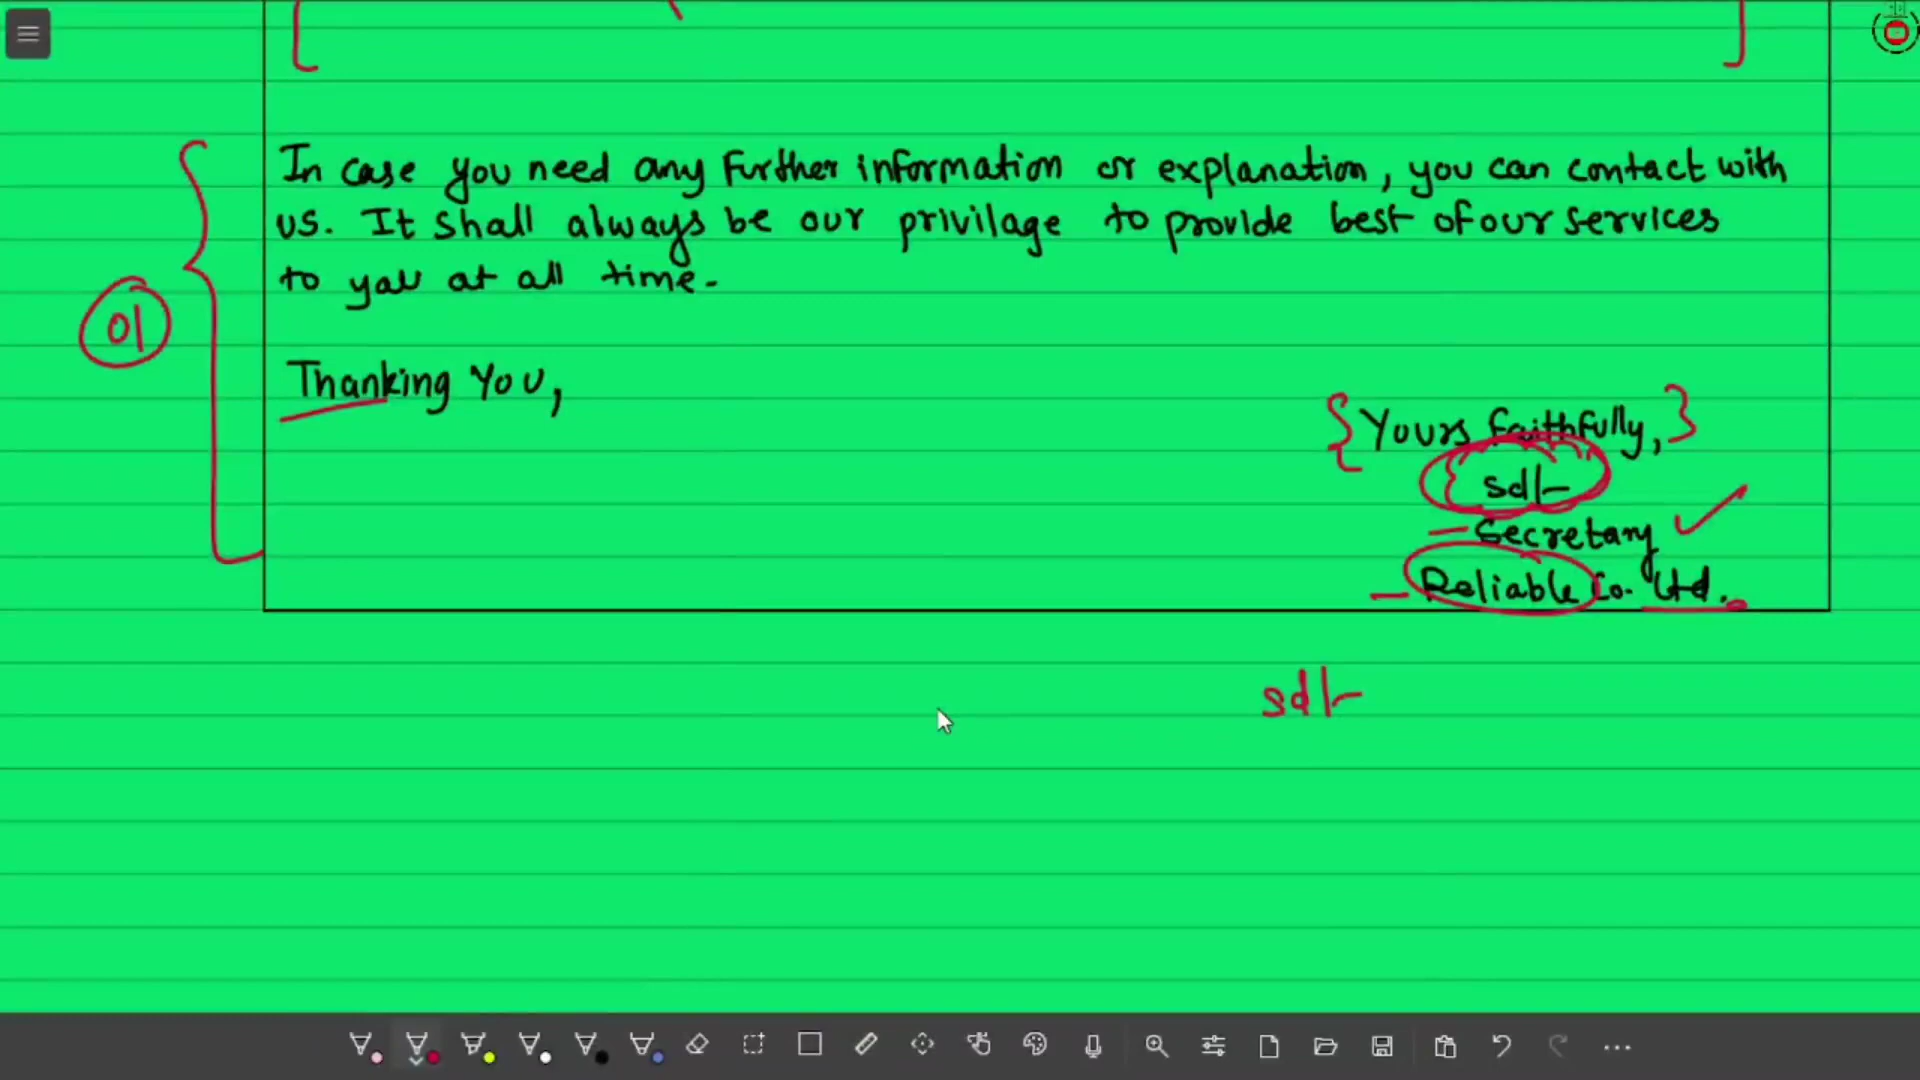 In case you need any further information or explanation, you can contact with
us. It shall always be our privilage to provide best of our services
to you at all time.
01
Thanking You,
Yours faithfully,
sd/-
Secretary
Reliable Co. Ltd.
sd/-